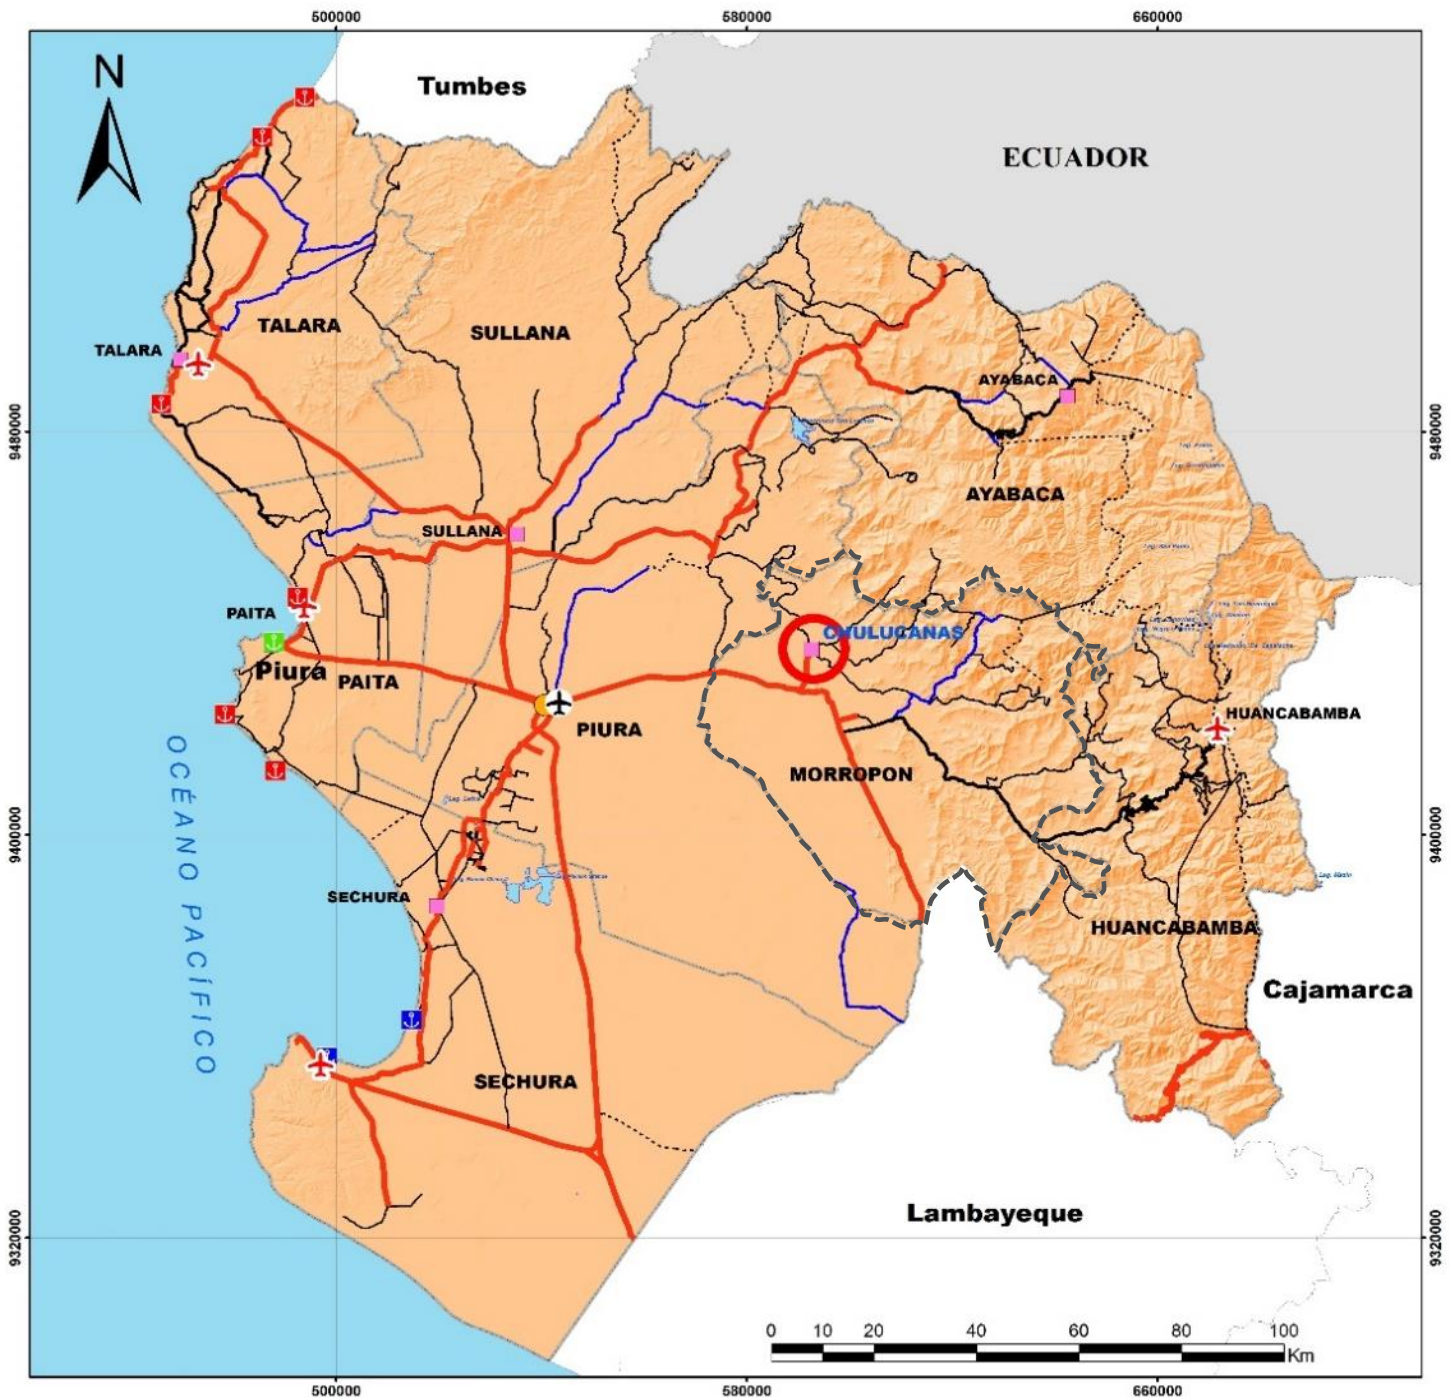 500000
580000
660000
N
Tumbes
ECUADOR
TALARA
SULLANA
TALARA
AYABACA
9480000
9480000
AYABACA
SULLANA
PAITA
CHULUCANAS
Piura
PAITA
HUANCABAMBA
PIURA
MORROPON
OCÉANO PACÍFICO
9400000
9400000
SECHURA
HUANCABAMBA
Cajamarca
SECHURA
Lambayeque
9320000
9320000
0 10 20 40 60 80 100
Km
500000
580000
660000